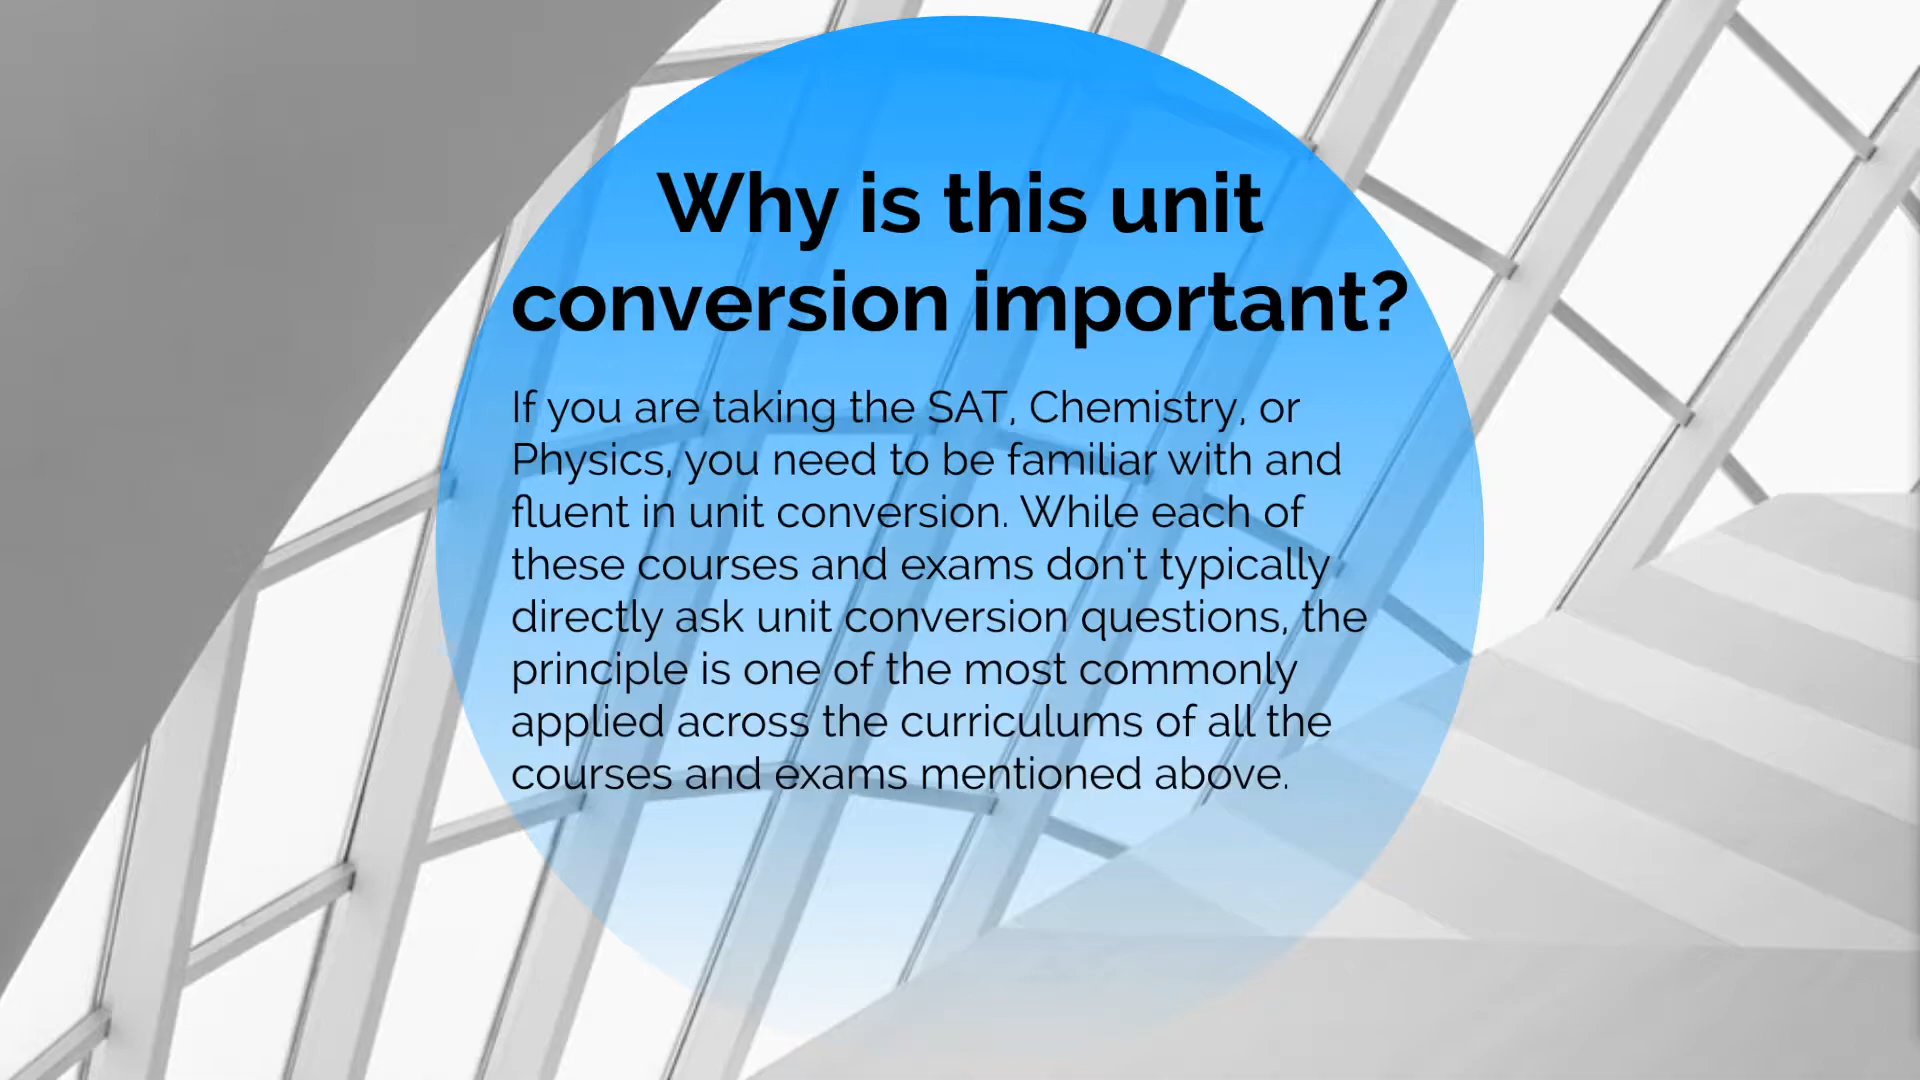 Why is this unit
conversion important?
If you are taking the SAT, Chemistry, or
Physics, you need to be familiar with and
fluent in unit conversion. While each of
these courses and exams don't typically
directly ask unit conversion questions, the
principle is one of the most commonly
applied across the curriculums of all the
courses and exams mentioned above.